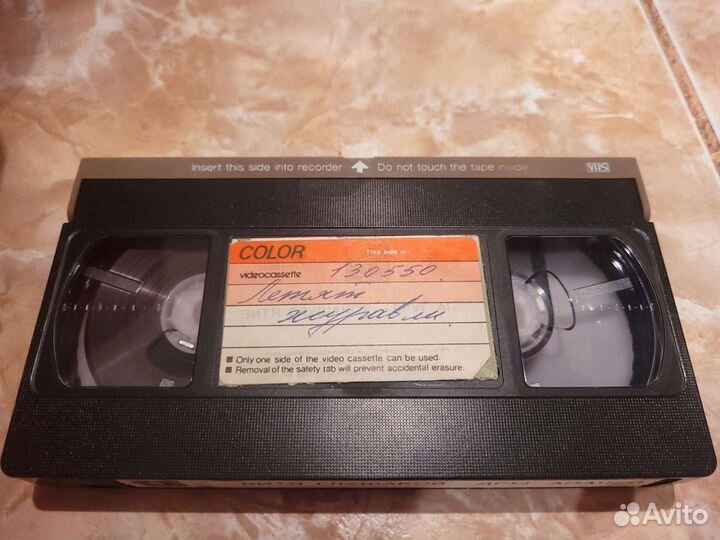 Insert this side into recorder Do not touch the tape inside VHS
COLOR This side in
videocassette 130550
Летят
журавли
■ Only one side of the video cassette can be used.
■ Removal of the safety tab will prevent accidental erasure.
Avito